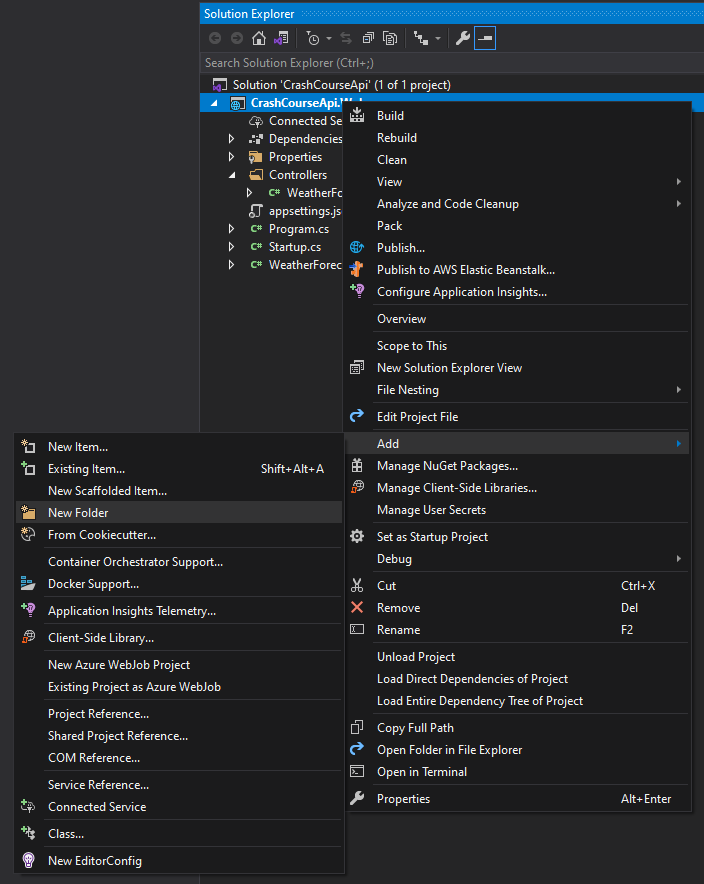 Solution Explorer
Search Solution Explorer (Ctrl+;)
Solution 'CrashCourseApi' (1 of 1 project)
CrashCourseApi.
Connected
Dependencies
Properties
Controllers
appsettings.
Program.cs
Startup.cs
Build
Rebuild
Clean
View
Analyze and Code Cleanup
Pack
Publish...
Publish to AWS Elastic Beanstalk...
Configure Application Insights...
Overview
Scope to This
New Solution Explorer View
File Nesting
Edit Project File
Add
Manage NuGet Packages...
Manage Client-Side Libraries...
Manage User Secrets
Set as Startup Project
Debug
Cut Ctrl+X
Remove Del
Rename F2
Unload Project
Load Direct Dependencies of Project
Load Entire Dependency Tree of Project
Copy Full Path
Open Folder in File Explorer
Open in Terminal
Properties Alt+Enter
New Item...
Existing Item... Shift+Alt+A
New Scaffolded Item...
New Folder
From Cookiecutter...
Container Orchestrator Support...
Docker Support...
Application Insights Telemetry...
Client-Side Library...
New Azure WebJob Project
Existing Project as Azure WebJob
Project Reference...
Shared Project Reference...
COM Reference...
Service Reference...
Connected Service
Class...
New EditorConfig